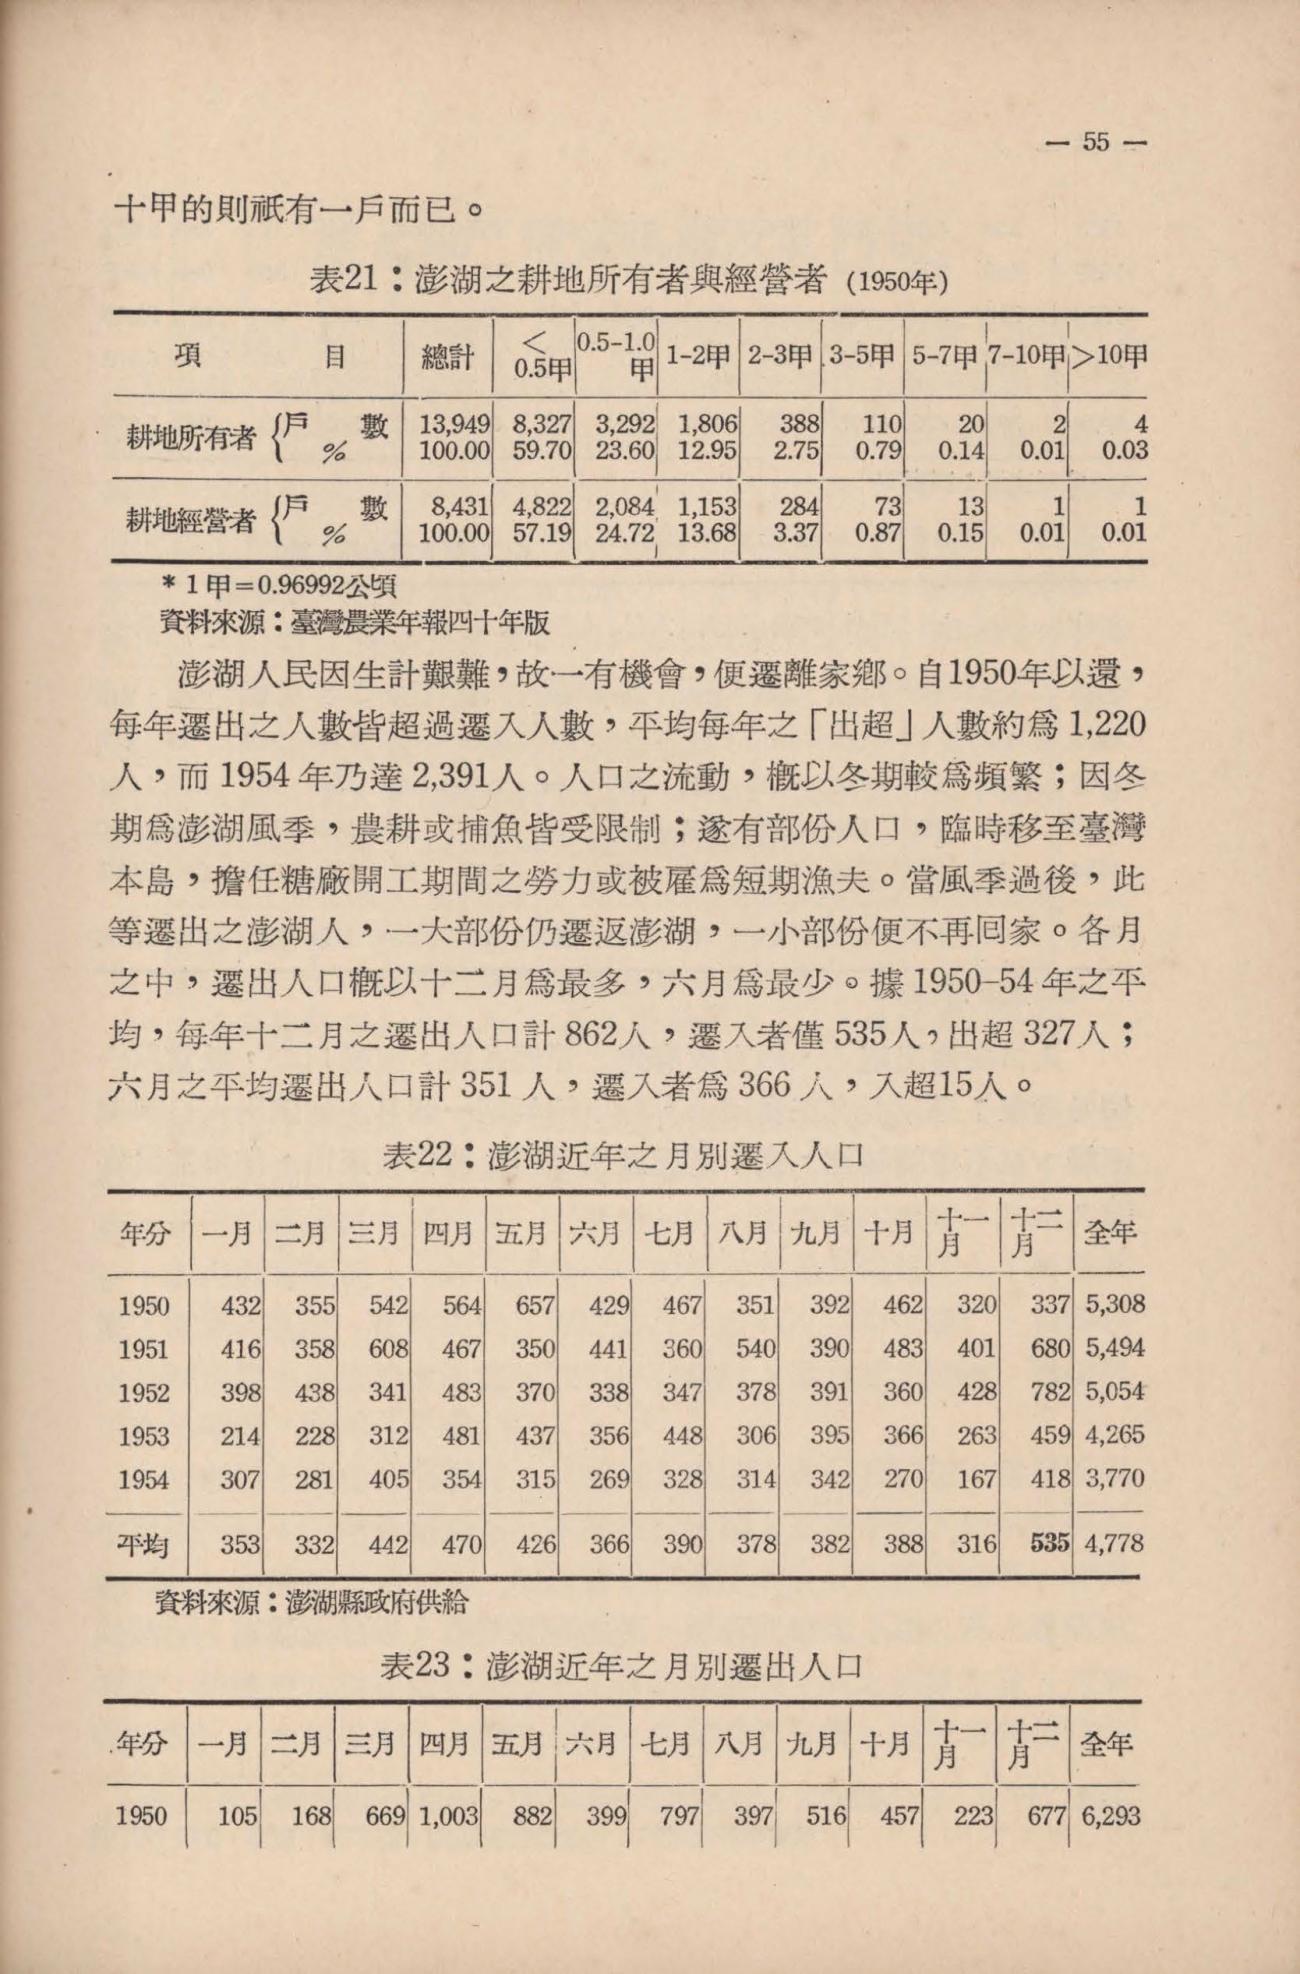 — 55 —
十甲的則祇有一戶而已。
表21：澎湖之耕地所有者與經營者 (1950年)
項 目 總計 < 0.5甲 0.5-1.0甲 1-2甲 2-3甲 3-5甲 5-7甲 7-10甲 >10甲
耕地所有者 戶 數 13,949 8,327 3,292 1,806 388 110 20 2 4
% 100.00 59.70 23.60 12.95 2.75 0.79 0.14 0.01 0.03
耕地經營者 戶 數 8,431 4,822 2,084 1,153 284 73 13 1 1
% 100.00 57.19 24.72 13.68 3.37 0.87 0.15 0.01 0.01
* 1甲=0.96992公頃
資料來源：臺灣農業年報四十年版
澎湖人民因生計艱難，故一有機會，便遷離家鄉。自1950年以還，
每年遷出之人數皆超過遷入人數，平均每年之「出超」人數約爲 1,220
人，而 1954 年乃達 2,391人。人口之流動，概以冬期較爲頻繁；因冬
期爲澎湖風季，農耕或捕魚皆受限制；遂有部份人口，臨時移至臺灣
本島，擔任糖廠開工期間之勞力或被雇爲短期漁夫。當風季過後，此
等遷出之澎湖人，一大部份仍遷返澎湖，一小部份便不再回家。各月
之中，遷出人口概以十二月爲最多，六月爲最少。據 1950-54 年之平
均，每年十二月之遷出人口計 862人，遷入者僅 535人，出超 327人；
六月之平均遷出人口計 351 人，遷入者爲 366 人，入超15人。
表22：澎湖近年之月別遷入人口
年分 一月 二月 三月 四月 五月 六月 七月 八月 九月 十月 十一月 十二月 全年
1950 432 355 542 564 657 429 467 351 392 462 320 337 5,308
1951 416 358 608 467 350 441 360 540 390 483 401 680 5,494
1952 398 438 341 483 370 338 347 378 391 360 428 782 5,054
1953 214 228 312 481 437 356 448 306 395 366 263 459 4,265
1954 307 281 405 354 315 269 328 314 342 270 167 418 3,770
平均 353 332 442 470 426 366 390 378 382 388 316 535 4,778
資料來源：澎湖縣政府供給
表23：澎湖近年之月別遷出人口
年分 一月 二月 三月 四月 五月 六月 七月 八月 九月 十月 十一月 十二月 全年
1950 105 168 669 1,003 882 399 797 397 516 457 223 677 6,293